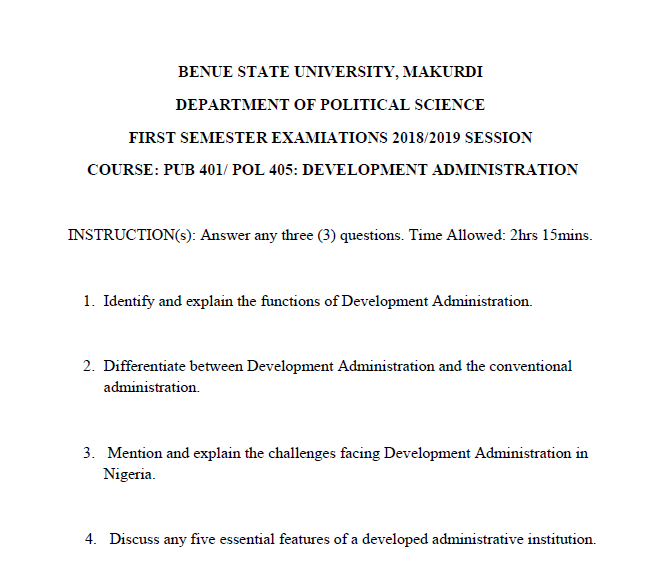 BENUE STATE UNIVERSITY, MAKURDI
DEPARTMENT OF POLITICAL SCIENCE
FIRST SEMESTER EXAMIATIONS 2018/2019 SESSION
COURSE: PUB 401/ POL 405: DEVELOPMENT ADMINISTRATION
INSTRUCTION(s): Answer any three (3) questions. Time Allowed: 2hrs 15mins.
1. Identify and explain the functions of Development Administration.
2. Differentiate between Development Administration and the conventional
administration.
3. Mention and explain the challenges facing Development Administration in
Nigeria.
4. Discuss any five essential features of a developed administrative institution.